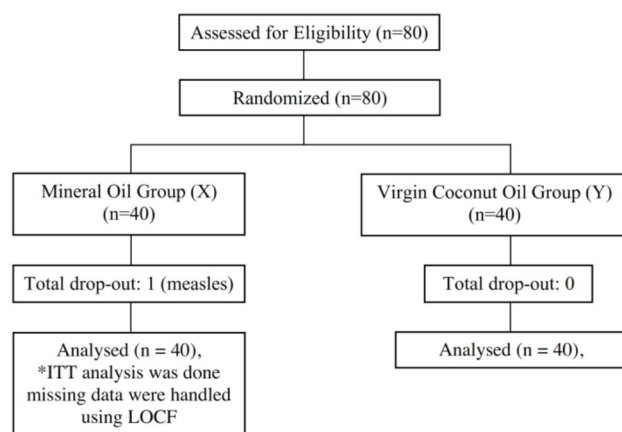 Assessed for Eligibility (n=80)
Randomized (n=80)
Mineral Oil Group (X)
(n=40)
Virgin Coconut Oil Group (Y)
(n=40)
Total drop-out: 1 (measles)
Total drop-out: 0
Analysed (n = 40),
*ITT analysis was done
missing data were handled
using LOCF
Analysed (n = 40),